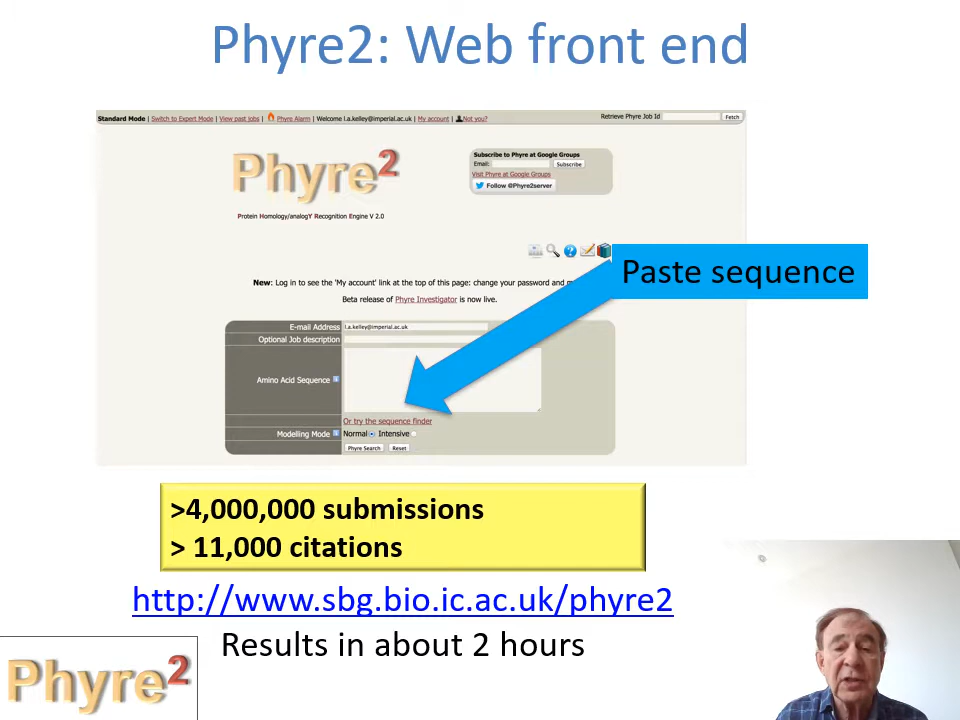 Phyre2: Web front end
Standard Mode | Switch to Expert Mode | View past jobs | Phyre Alarm | Welcome l.a.kelley@imperial.ac.uk | My account | Not you?
Retrieve Phyre Job Id Fetch
Phyre2
Protein Homology/analogY Recognition Engine V 2.0
Subscribe to Phyre at Google Groups
Email: Subscribe
Visit Phyre at Google Groups
Follow @Phyre2server
Paste sequence
New: Log in to see the 'My account' link at the top of this page: change your password and
Beta release of Phyre Investigator is now live.
E-mail Address l.a.kelley@imperial.ac.uk
Optional Job description
Amino Acid Sequence
Or try the sequence finder
Modelling Mode Normal Intensive
Phyre Search Reset
>4,000,000 submissions
> 11,000 citations
http://www.sbg.bio.ic.ac.uk/phyre2
Results in about 2 hours
Phyre2